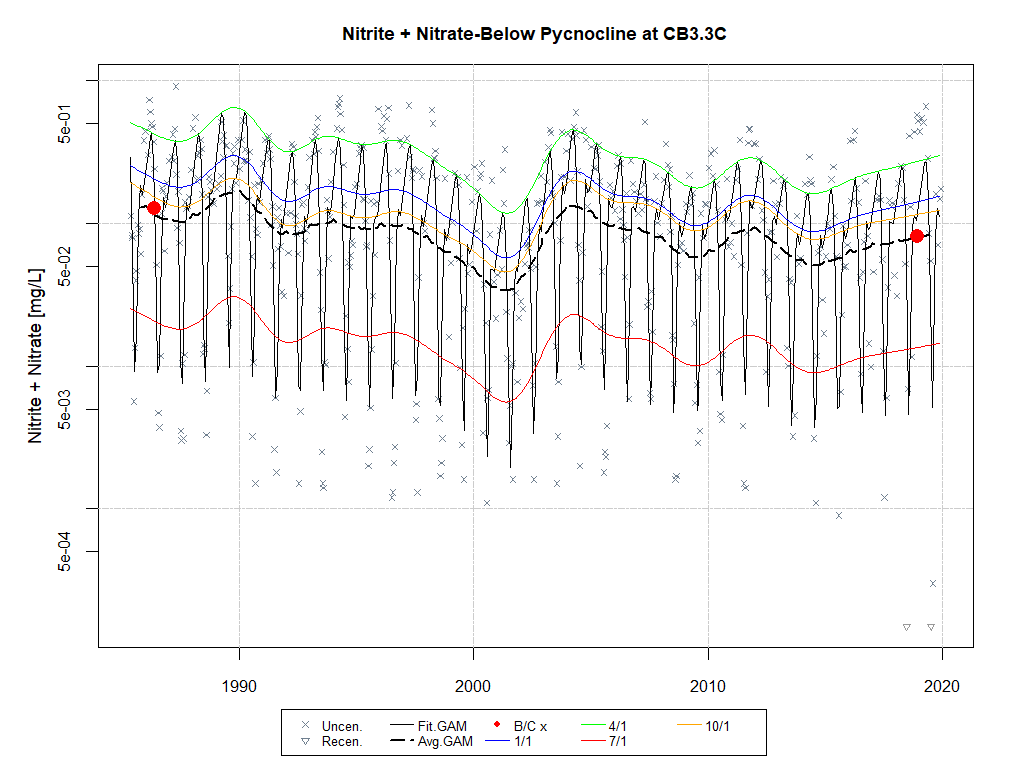 Nitrite + Nitrate-Below Pycnocline at CB3.3C
Nitrite + Nitrate [mg/L]
5e-01
5e-02
5e-03
5e-04
1990 2000 2010 2020
Uncen. Fit.GAM B/C x 4/1 10/1
Recen. Avg.GAM 1/1 7/1